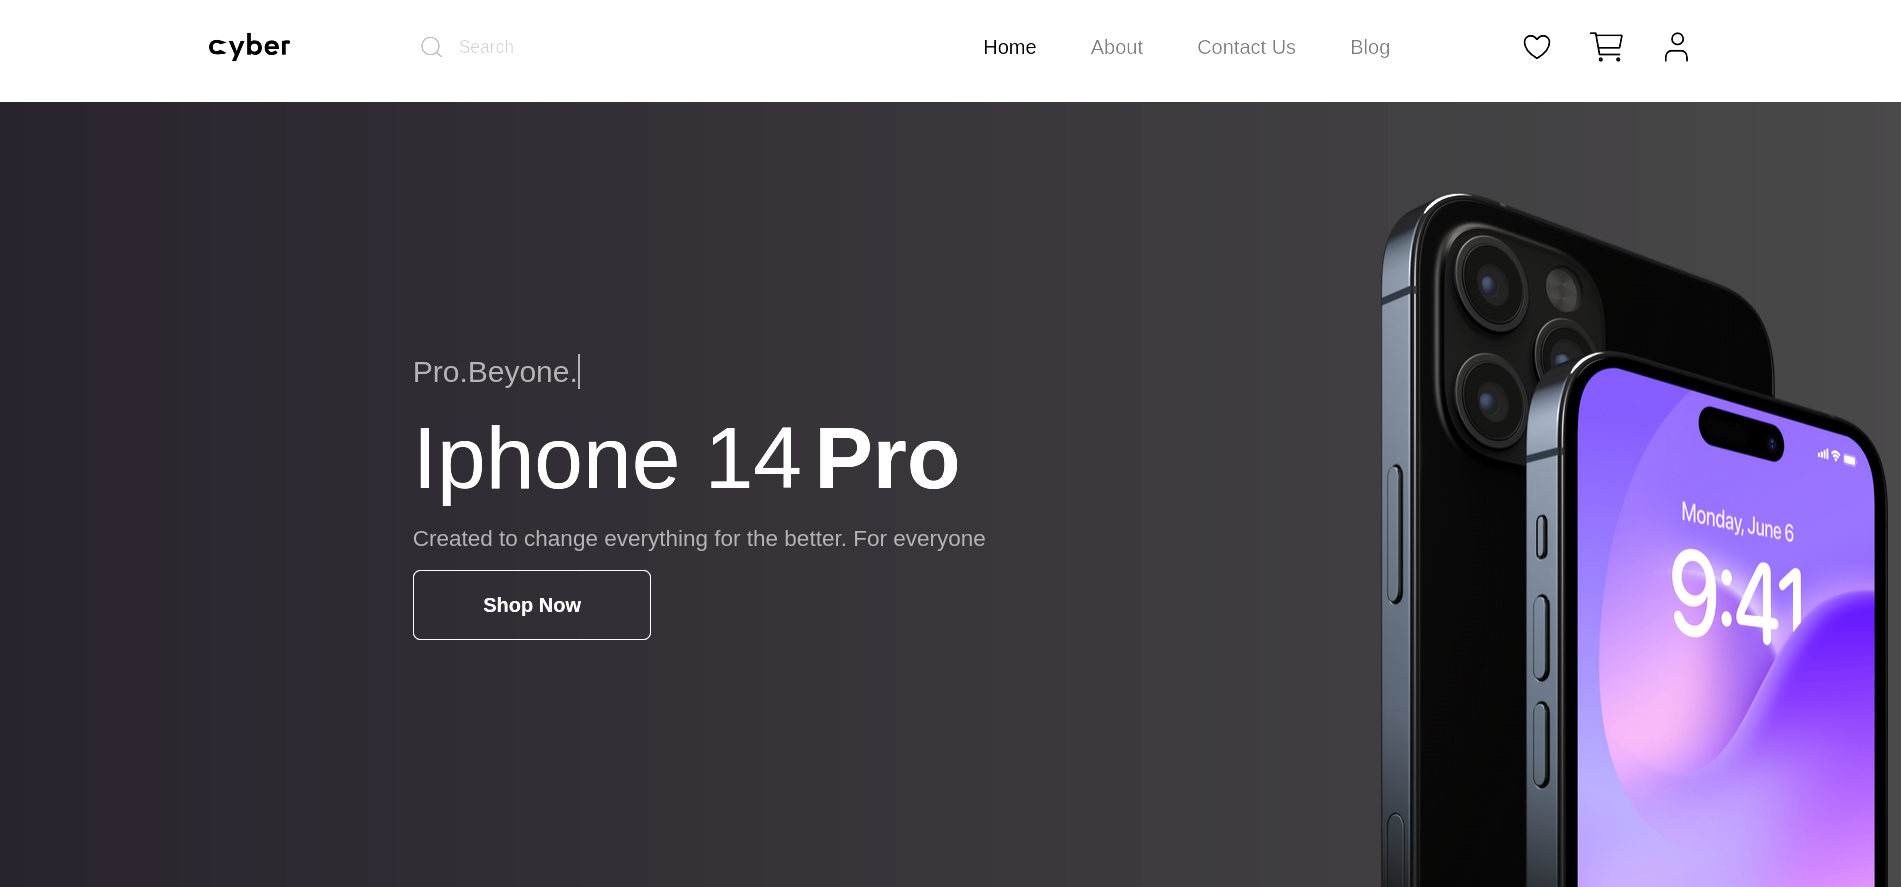 cyber
Search
Home
About
Contact Us
Blog
Pro.Beyone.
Iphone 14 Pro
Created to change everything for the better. For everyone
Shop Now
Monday, June 6
9:41